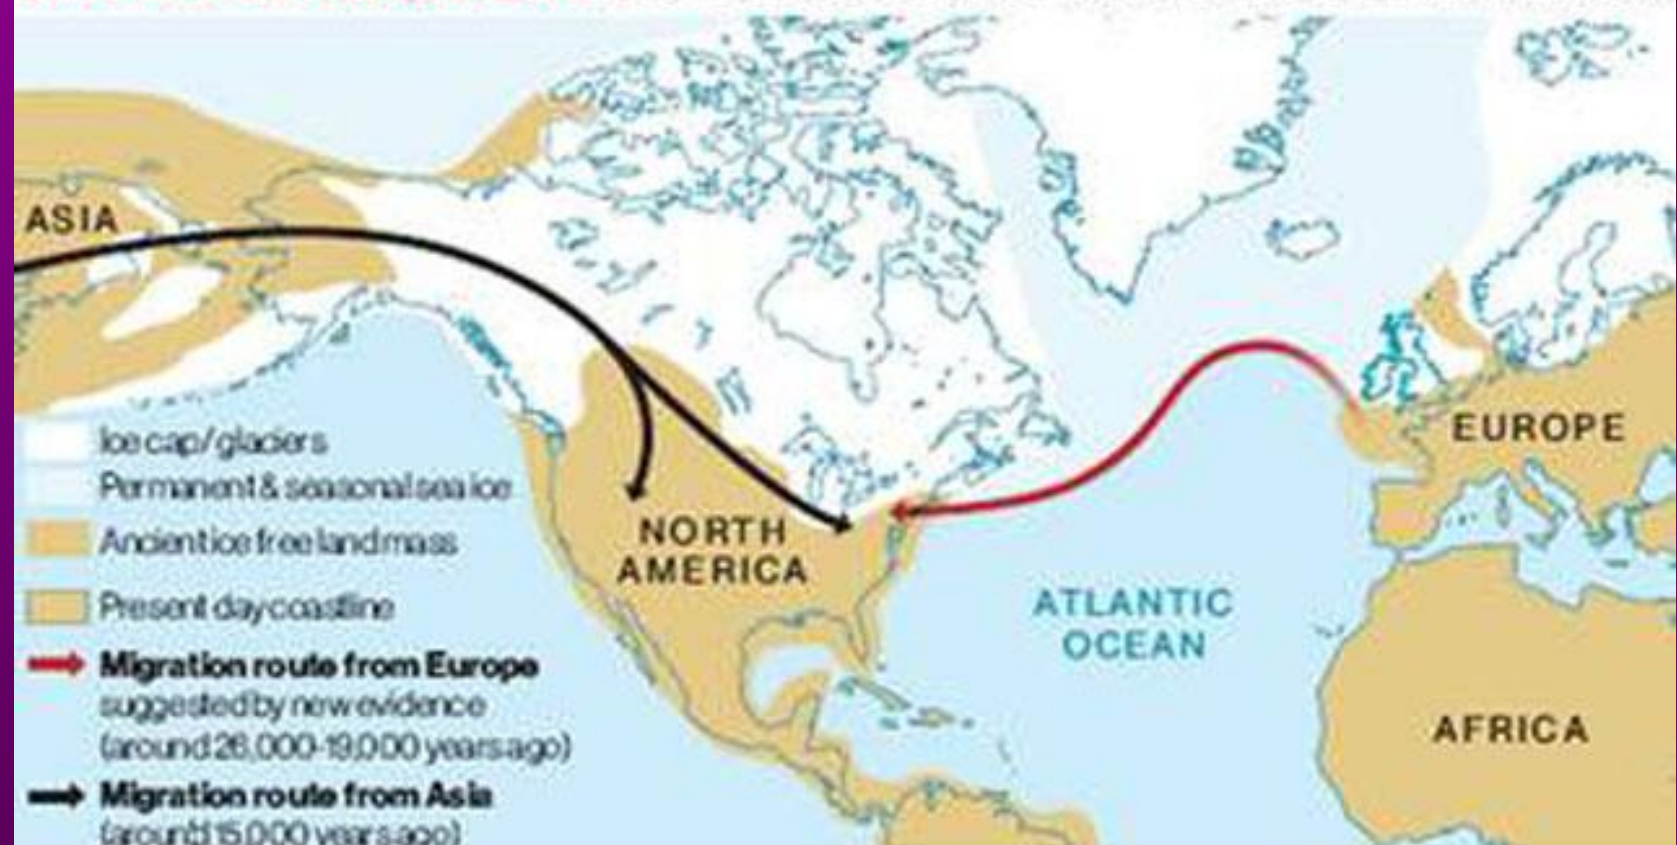 ASIA
Ice cap/glaciers
Permanent & seasonal sea ice
Ancient ice free land mass
Present day coastline
Migration route from Europe
suggested by new evidence
(around 26,000-19,000 years ago)
Migration route from Asia
(around 15,000 years ago)
NORTH
AMERICA
ATLANTIC
OCEAN
EUROPE
AFRICA